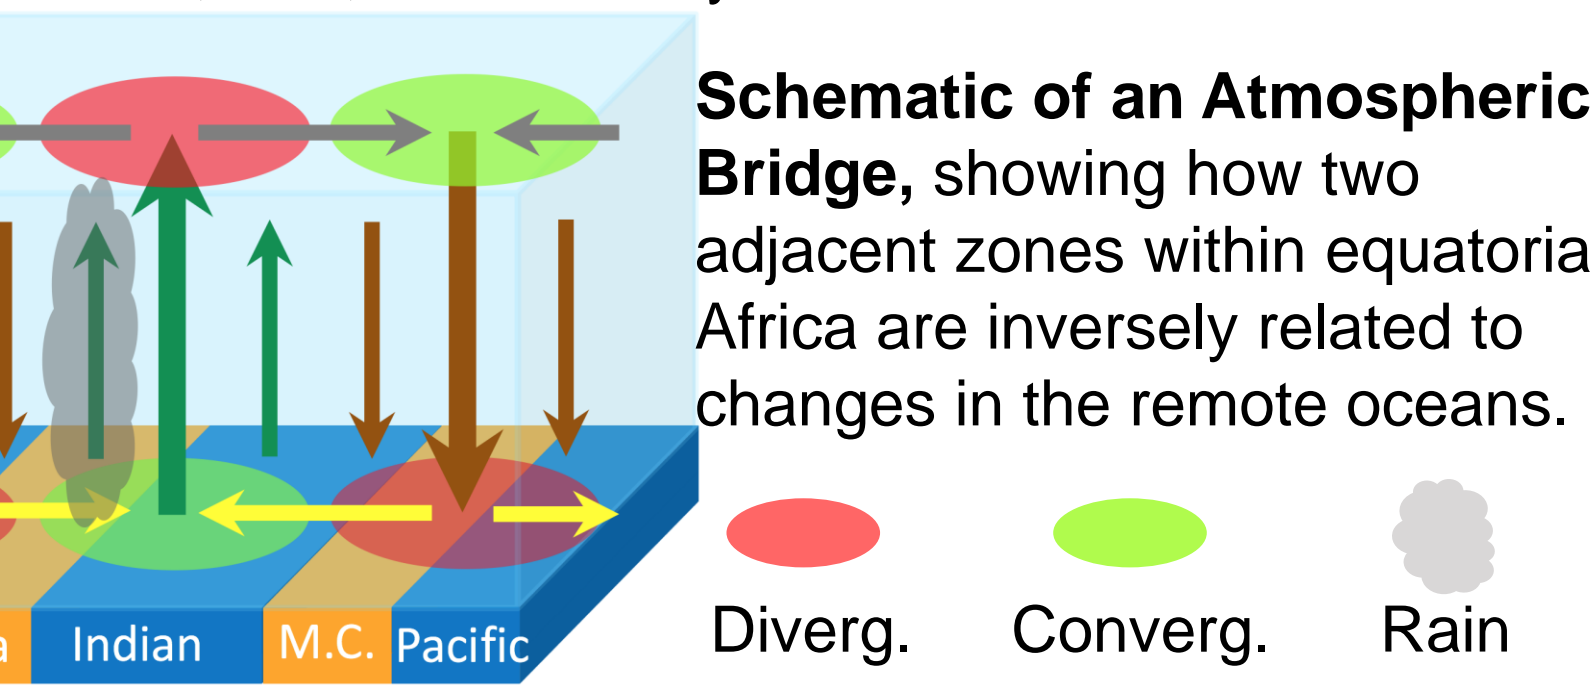 Schematic of an Atmospheric
Bridge, showing how two
adjacent zones within equatoria
Africa are inversely related to
changes in the remote oceans.
Diverg. Converg. Rain
a Indian M.C. Pacific